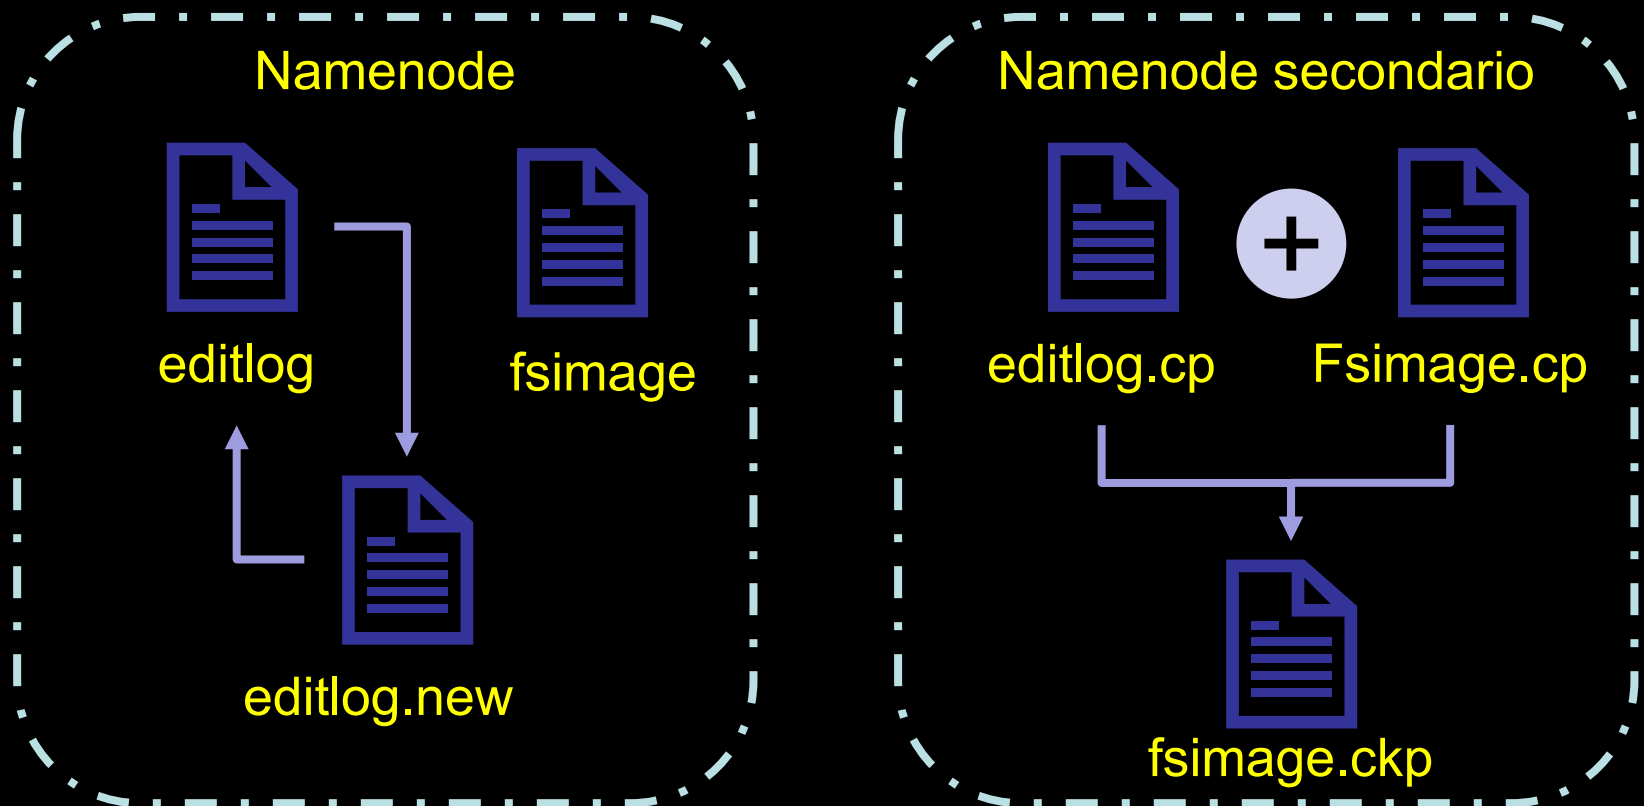 Namenode
editlog
fsimage
editlog.new
Namenode secondario
+
editlog.cp
Fsimage.cp
fsimage.ckp